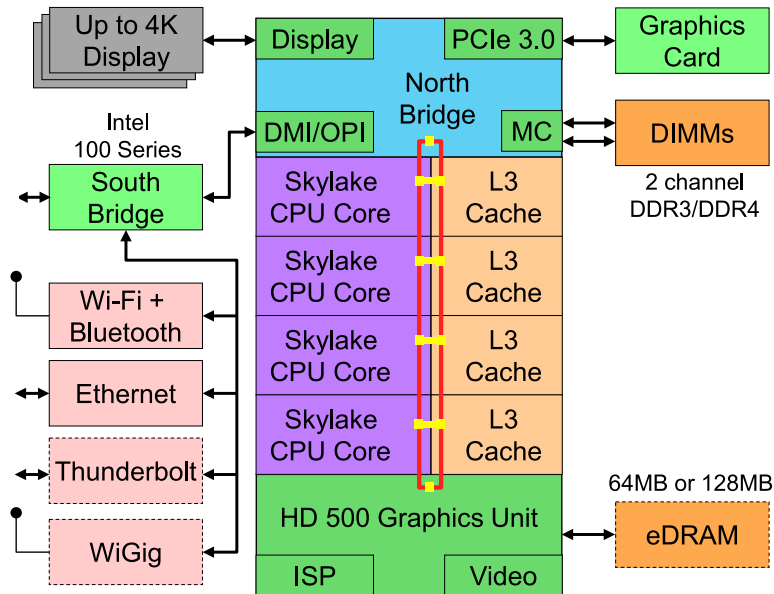 Up to 4K
Display
Display
PCIe 3.0
Graphics
Card
North
Bridge
Intel
100 Series
DMI/OPI
MC
DIMMs
2 channel
DDR3/DDR4
South
Bridge
Skylake
CPU Core
L3
Cache
Skylake
CPU Core
L3
Cache
Wi-Fi +
Bluetooth
Skylake
CPU Core
L3
Cache
Ethernet
Skylake
CPU Core
L3
Cache
Thunderbolt
64MB or 128MB
HD 500 Graphics Unit
eDRAM
WiGig
ISP
Video